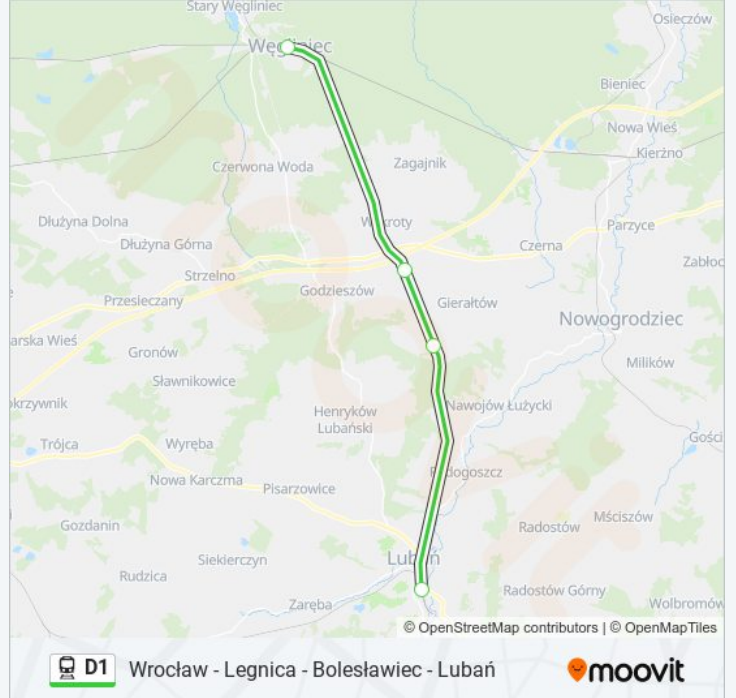 Stary Węgliniec
Osieczów
Węgliniec
Bieniec
Nowa Wieś
Kierżno
Zagajnik
Czerwona Woda
Dłużyna Dolna
Parzyce
Dłużyna Górna
Czerna
Zabłoc
Strzelno
Godzieszów
Przesieczany
Gierałtów
Nowogrodziec
arska Wieś
Gronów
Milików
Sławnikowice
okrzywnik
Henryków
Lubański
Nawojów Łużycki
Gości
Trójca
Wyręba
Nowa Karczma
Pisarzowice
Mściszów
Gozdanin
Radostów
Siekierczyn
Lubań
Rudzica
Radostów Górny
Zaręba
Wolbromów
© OpenStreetMap contributors | © OpenMapTiles
D1 Wrocław - Legnica - Bolesławiec - Lubań
moovit